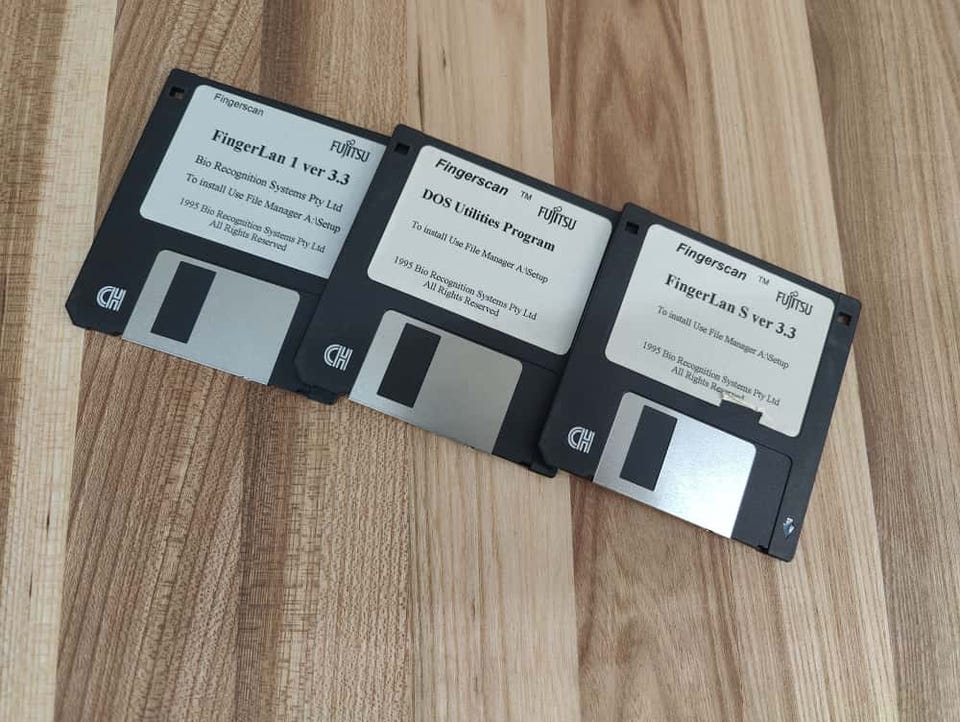 Fingerscan
FUJITSU
FingerLan 1 ver 3.3
Bio Recognition Systems Pty Ltd
To install Use File Manager A:\Setup
1995 Bio Recognition Systems Pty Ltd
All Rights Reserved
CH
Fingerscan TM
FUJITSU
DOS Utilities Program
To install Use File Manager A:\Setup
1995 Bio Recognition Systems Pty Ltd
All Rights Reserved
CH
Fingerscan TM
FUJITSU
FingerLan S ver 3.3
To install Use File Manager A:\Setup
1995 Bio Recognition Systems Pty Ltd
All Rights Reserved
CH